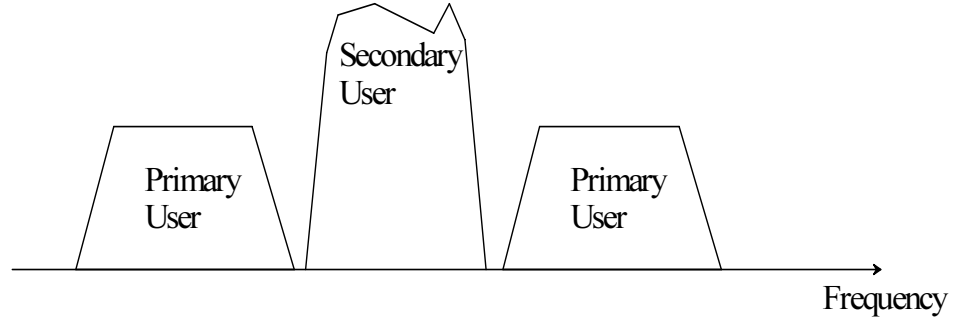 Secondary
User
Primary
User
Primary
User
Frequency